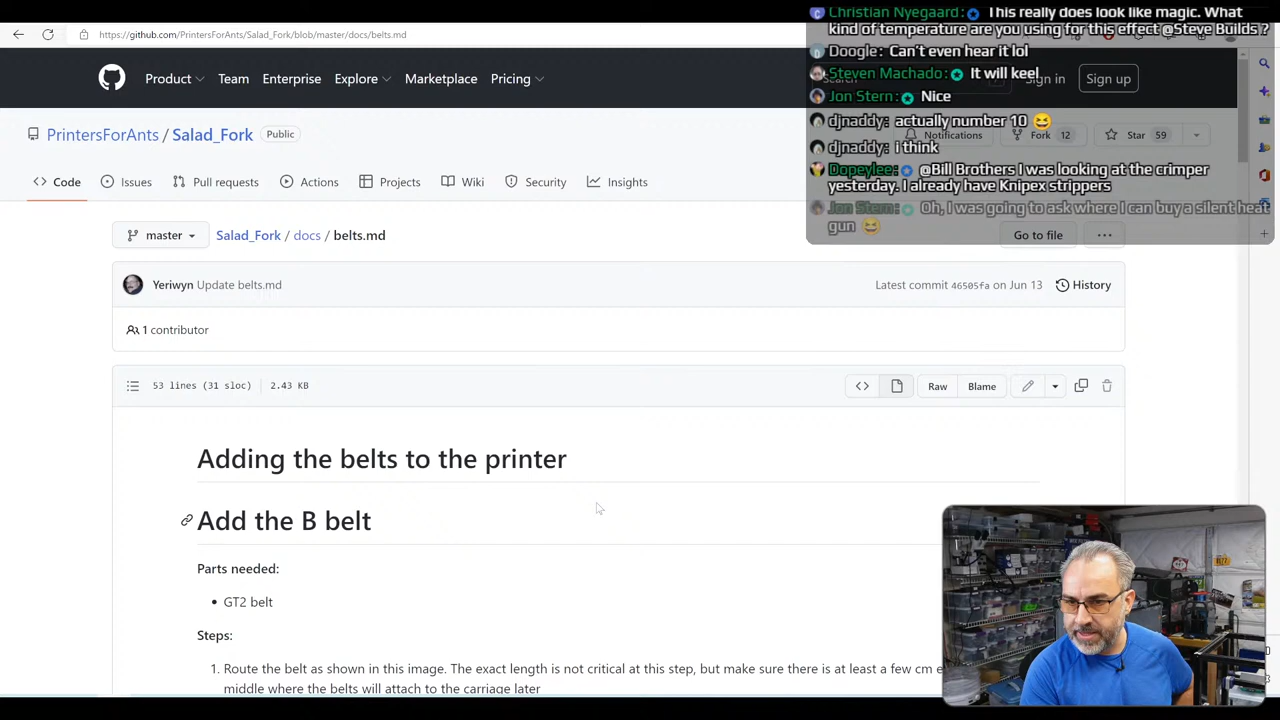 https://github.com/PrintersForAnts/Salad_Fork/blob/master/docs/belts.md
Product
Team
Enterprise
Explore
Marketplace
Pricing
Sign in
Sign up
PrintersForAnts / Salad_Fork
Public
Notifications
Fork 12
Star 59
Code
Issues
Pull requests
Actions
Projects
Wiki
Security
Insights
Christian Nyegaard: This really does look like magic. What
kind of temperature are you using for this effect @Steve Builds ?
Doogle: Can't even hear it lol
Steven Machado: It will keel
Jon Stern: Nice
djnaddy: actually number 10 😆
djnaddy: i think
Dopeylee: @Bill Brothers I was looking at the crimper
yesterday. I already have Knipex strippers
Jon Stern: Oh, I was going to ask where I can buy a silent heat
gun 😆
master
Salad_Fork / docs / belts.md
Go to file
...
Yeriwyn Update belts.md
Latest commit 46505fa on Jun 13
History
1 contributor
53 lines (31 sloc)
2.43 KB
Raw
Blame
Adding the belts to the printer
Add the B belt
Parts needed:
• GT2 belt
Steps:
1. Route the belt as shown in this image. The exact length is not critical at this step, but make sure there is at least a few cm
middle where the belts will attach to the carriage later